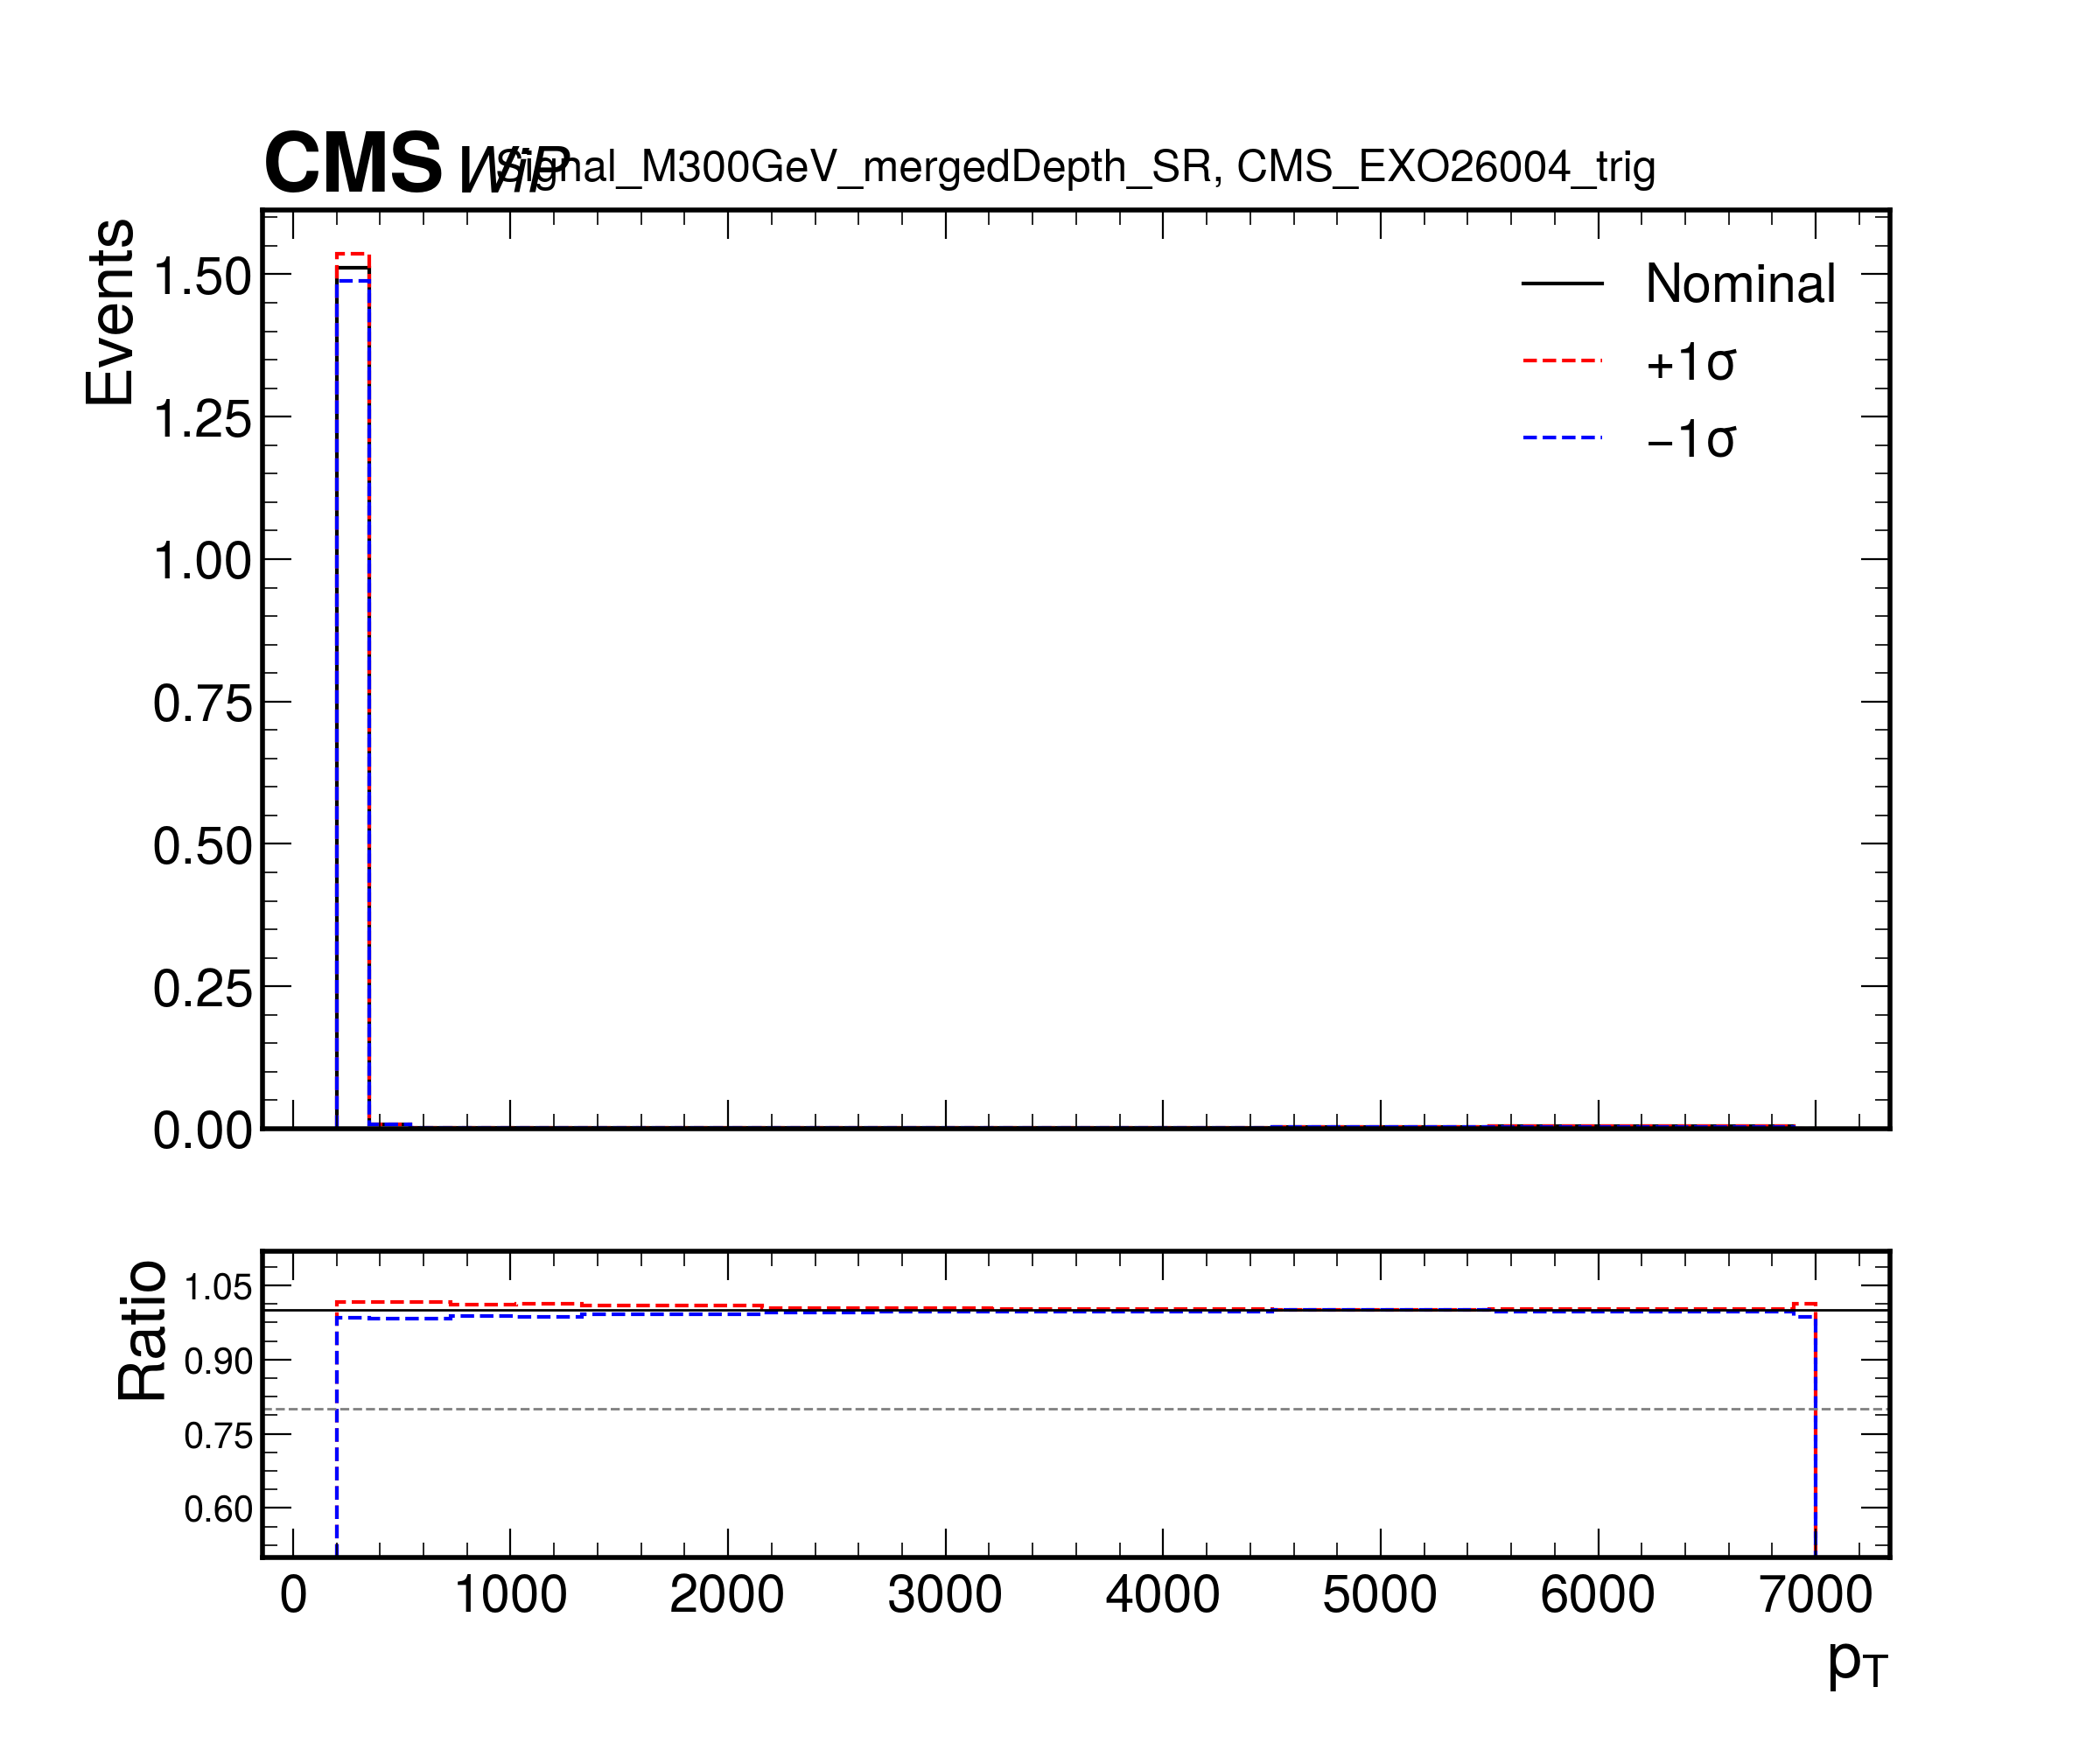 CMS WiP Signal_M300GeV_mergedDepth_SR, CMS_EXO26004_trig
Events
1.50
1.25
1.00
0.75
0.50
0.25
0.00
Nominal
+1σ
−1σ
Ratio
1.05
0.90
0.75
0.60
0 1000 2000 3000 4000 5000 6000 7000
pT